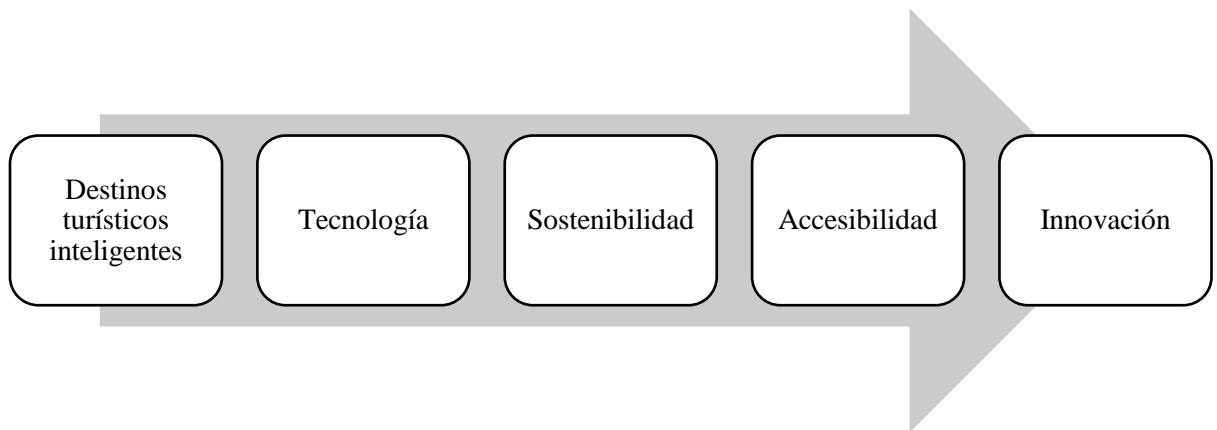 Destinos
turísticos
inteligentes
Tecnología
Sostenibilidad
Accesibilidad
Innovación